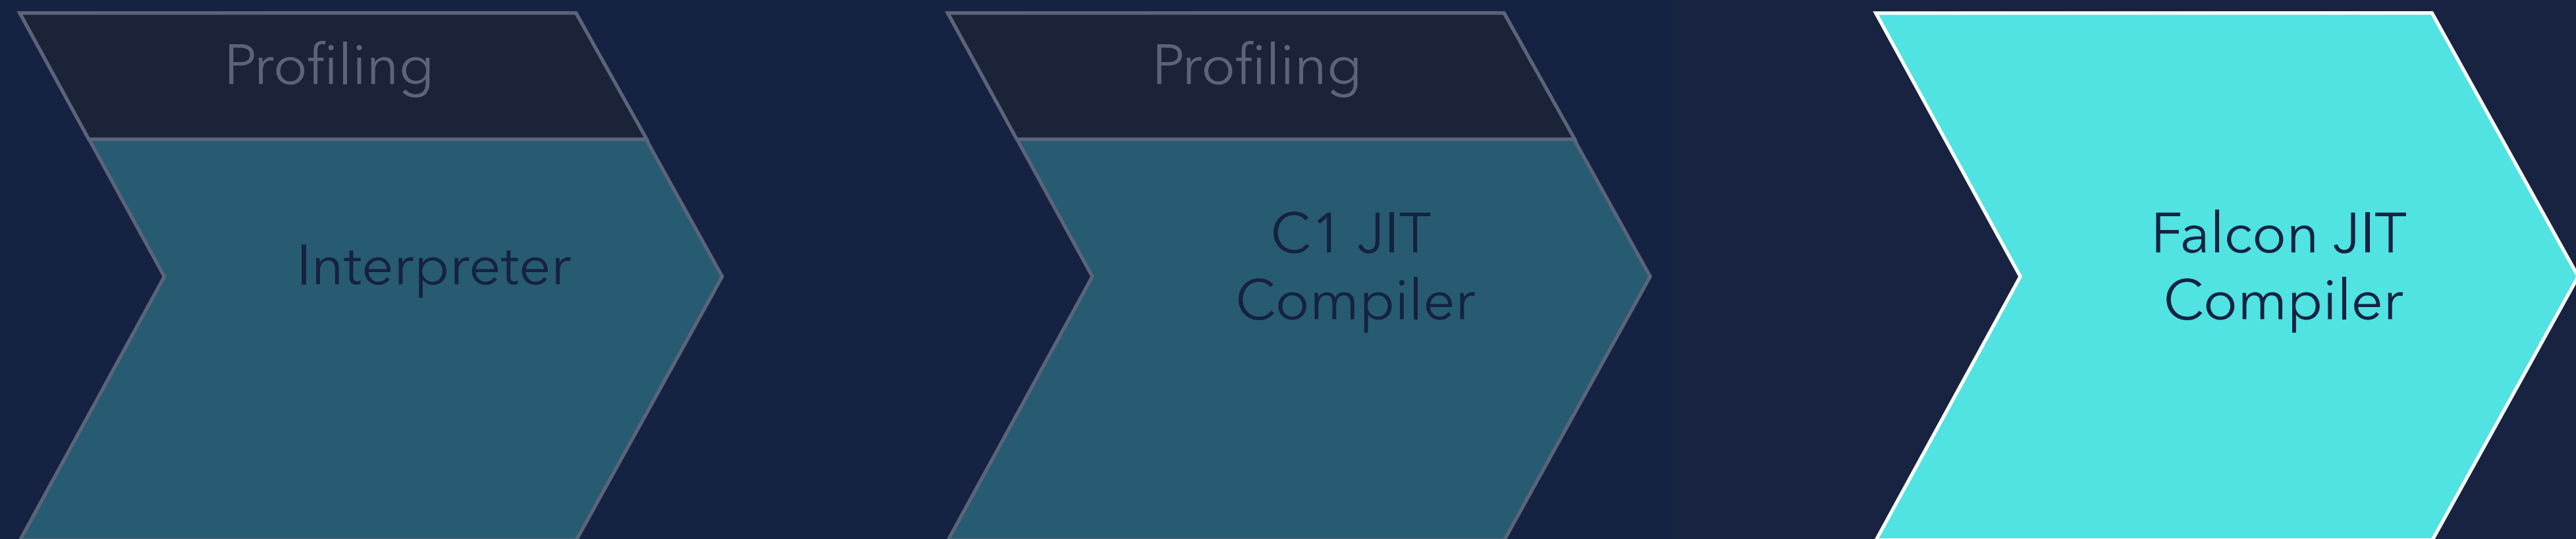 Profiling
Interpreter
Profiling
C1 JIT
Compiler
Falcon JIT
Compiler